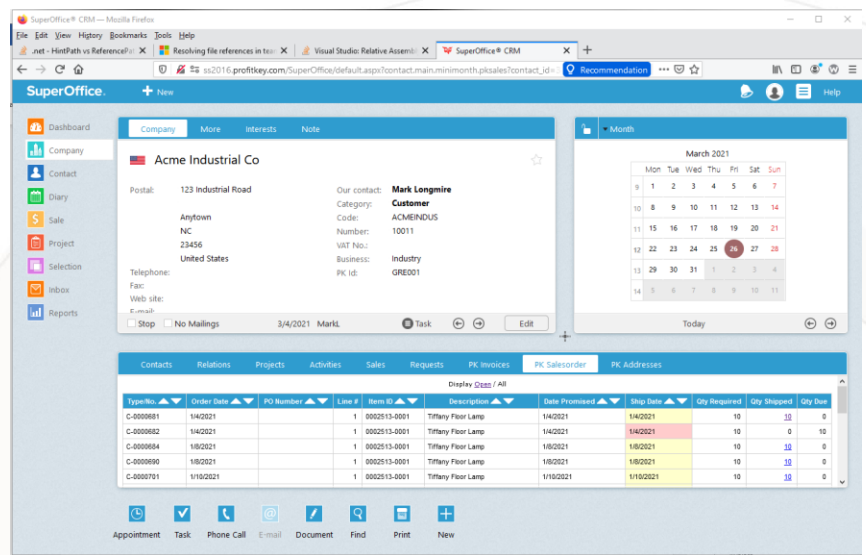 SuperOffice® CRM — Mozilla Firefox
File Edit View History Bookmarks Tools Help
.net - HintPath vs ReferencePat
Resolving file references in tea
Visual Studio: Relative Assembl
SuperOffice® CRM
ss2016.profitkey.com/SuperOffice/default.aspx?contact.main.minimonth.pksales?contact_id=
Recommendation
SuperOffice.
New
Help
Dashboard
Company
Contact
Diary
Sale
Project
Selection
Inbox
Reports
Company More Interests Note
Acme Industrial Co
Postal: 123 Industrial Road
Anytown
NC
23456
United States
Telephone:
Fax:
Web site:
E-mail:
Our contact: Mark Longmire
Category: Customer
Code: ACMEINDUS
Number: 10011
VAT No.:
Business: Industry
PK Id: GRE001
Stop No Mailings 3/4/2021 MarkL Task Edit
Month
March 2021
Mon Tue Wed Thu Fri Sat Sun
9 1 2 3 4 5 6 7
10 8 9 10 11 12 13 14
11 15 16 17 18 19 20 21
12 22 23 24 25 26 27 28
13 29 30 31 1 2 3 4
14 5 6 7 8 9 10 11
Today
Contacts Relations Projects Activities Sales Requests PK Invoices PK Salesorder PK Addresses
Display Open / All
Type/No. Order Date PO Number Line # Item ID Description Date Promised Ship Date Qty Required Qty Shipped Qty Due
C-0000681 1/4/2021 1 0002513-0001 Tiffany Floor Lamp 1/4/2021 1/4/2021 10 10 0
C-0000682 1/4/2021 1 0002513-0001 Tiffany Floor Lamp 1/4/2021 1/4/2021 10 0 10
C-0000684 1/8/2021 1 0002513-0001 Tiffany Floor Lamp 1/8/2021 1/8/2021 10 10 0
C-0000690 1/8/2021 1 0002513-0001 Tiffany Floor Lamp 1/8/2021 1/8/2021 10 10 0
C-0000701 1/10/2021 1 0002513-0001 Tiffany Floor Lamp 1/10/2021 1/10/2021 10 10 0
Appointment Task Phone Call E-mail Document Find Print New